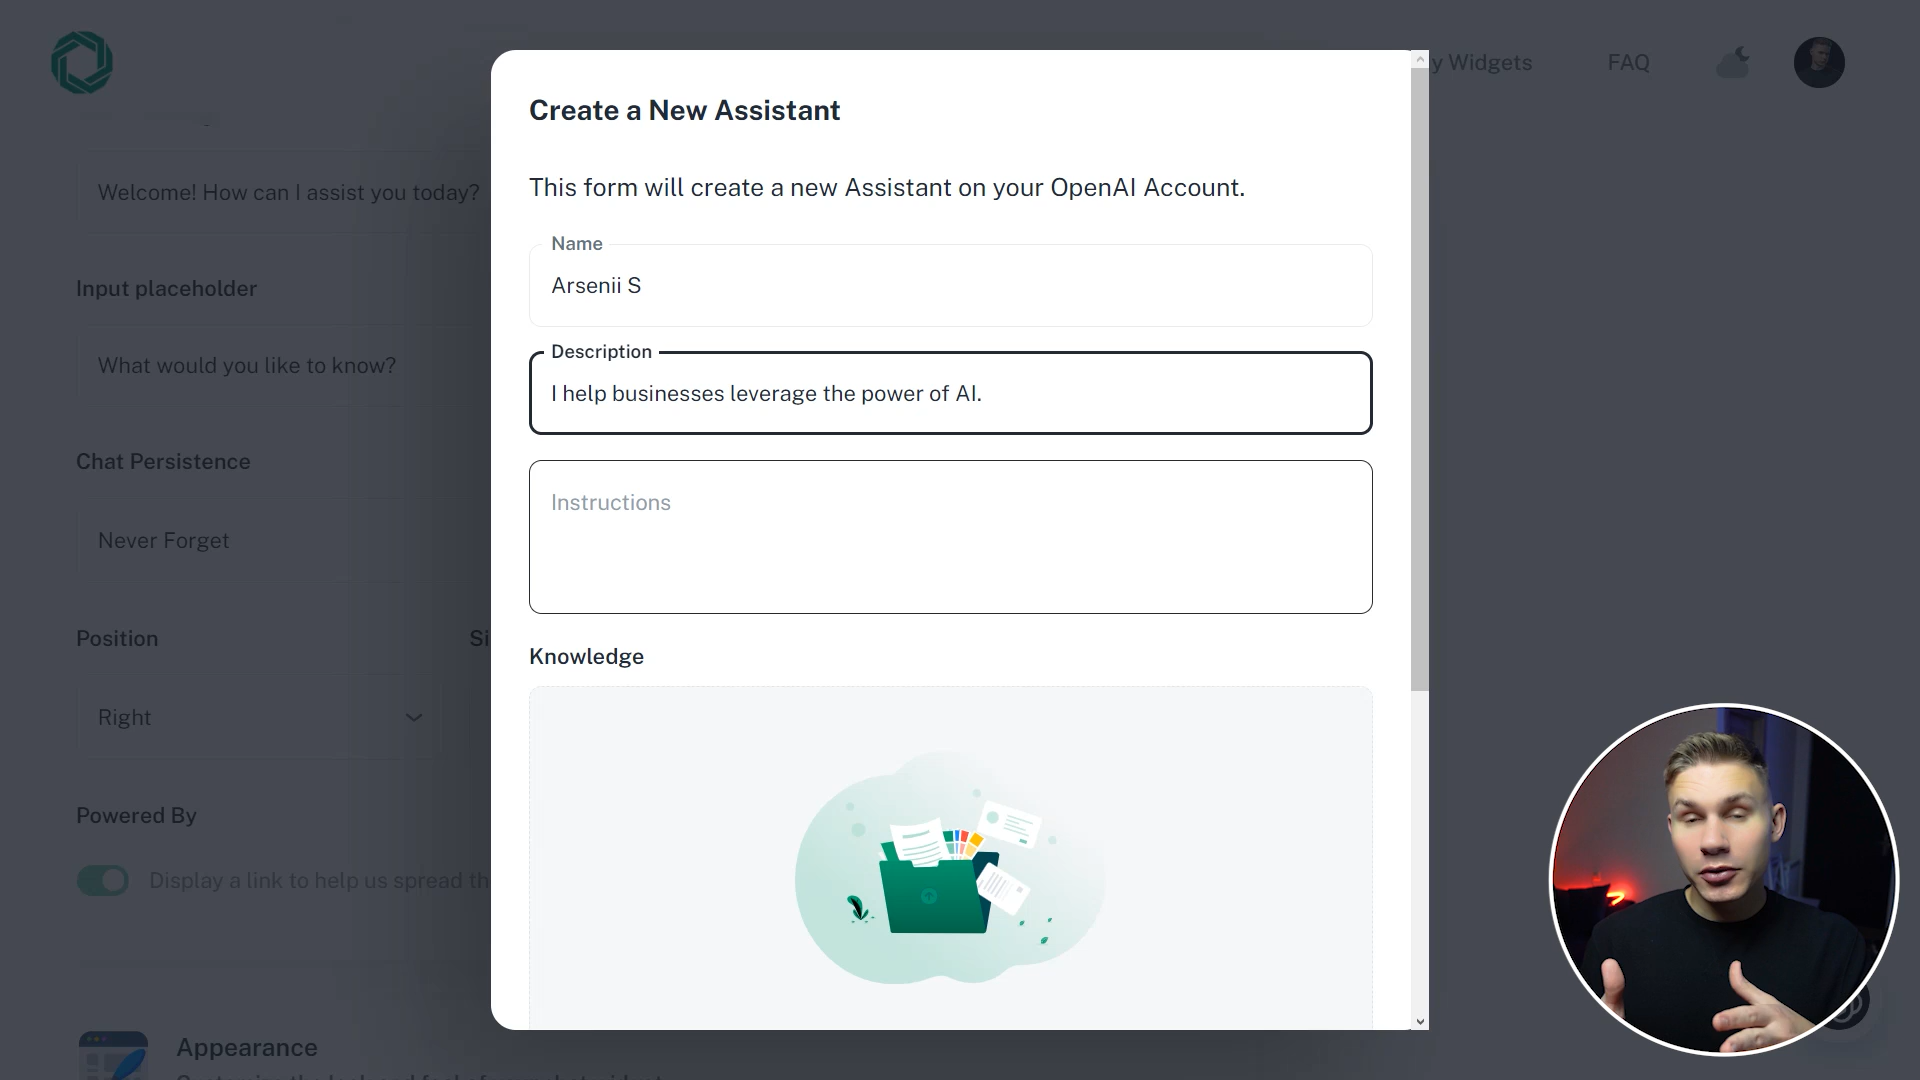 y Widgets
FAQ
Create a New Assistant
This form will create a new Assistant on your OpenAI Account.
Name
Arsenii S
Description
I help businesses leverage the power of AI.
Instructions
Knowledge
Welcome! How can I assist you today?
Input placeholder
What would you like to know?
Chat Persistence
Never Forget
Position
Si
Right
Powered By
Display a link to help us spread th
Appearance